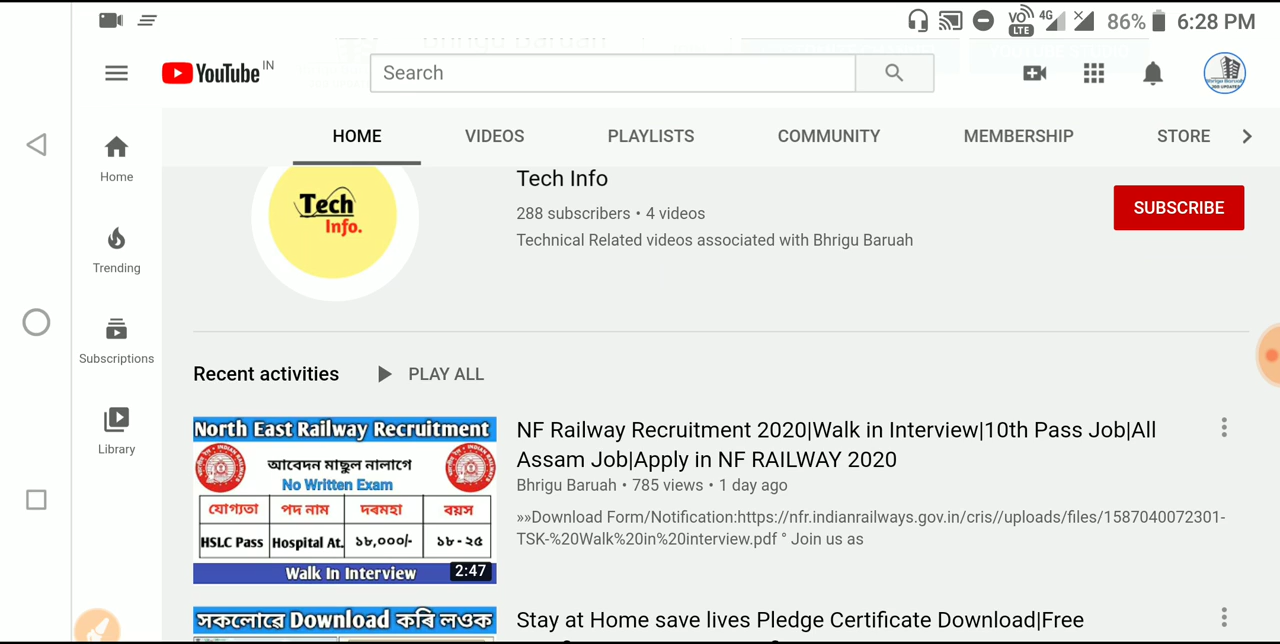 VO LTE 4G 86% 6:28 PM
YouTube IN
Search
HOME VIDEOS PLAYLISTS COMMUNITY MEMBERSHIP STORE
Home
Trending
Subscriptions
Library
Tech Info.
Tech Info
288 subscribers • 4 videos
SUBSCRIBE
Technical Related videos associated with Bhrigu Baruah
Recent activities PLAY ALL
North East Railway Recruitment
আবেদন মাছুল নালাগে
No Written Exam
যোগ্যতা পদ নাম দৰমহা বয়স
HSLC Pass Hospital At. ১৮,০০০/- ১৮-২৫
Walk In Interview 2:47
NF Railway Recruitment 2020|Walk in Interview|10th Pass Job|All
Assam Job|Apply in NF RAILWAY 2020
Bhrigu Baruah • 785 views • 1 day ago
»»Download Form/Notification:https://nfr.indianrailways.gov.in/cris//uploads/files/1587040072301-
TSK-%20Walk%20in%20interview.pdf ° Join us as
সকলোৱে Download কৰি লওক
Stay at Home save lives Pledge Certificate Download|Free